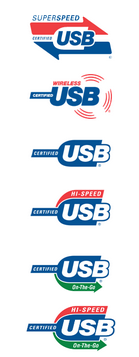 SUPERSPEED
CERTIFIED USB
WIRELESS
CERTIFIED USB
CERTIFIED USB
HI-SPEED
CERTIFIED USB
CERTIFIED USB
On-The-Go
HI-SPEED
CERTIFIED USB
On-The-Go